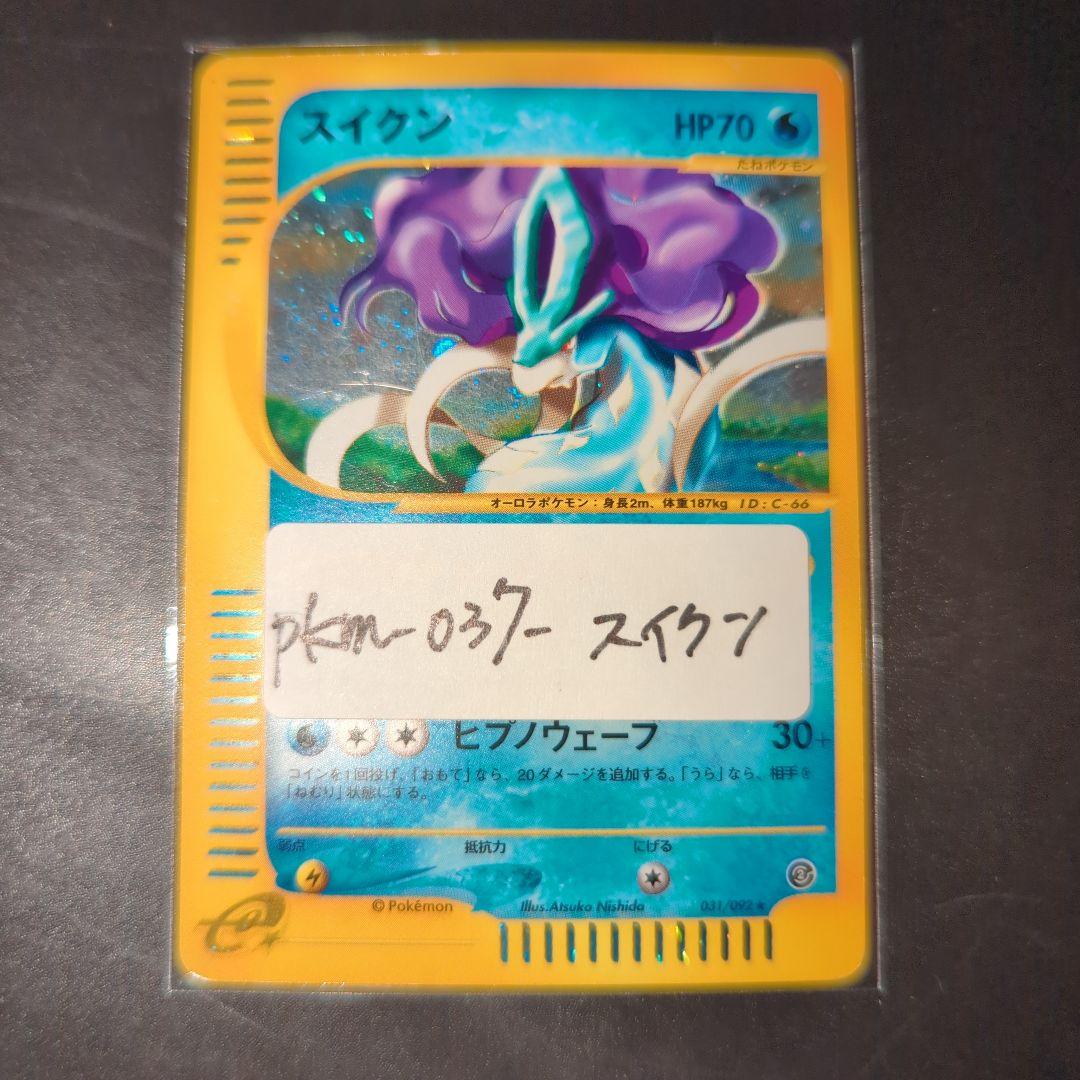 スイケン HP70
たねポケモン
オーロラポケモン：身長2m、体重187kg ID:C-66
pkm-037- スイクン
ヒプノウェーブ 30+
コインを1回投げ、「おもて」なら、20ダメージを追加する。「うら」なら、相手を
「ねむり」状態にする。
弱点 抵抗力 にげる
©Pokémon Illus.Atsuko Nishida 031/092★
e